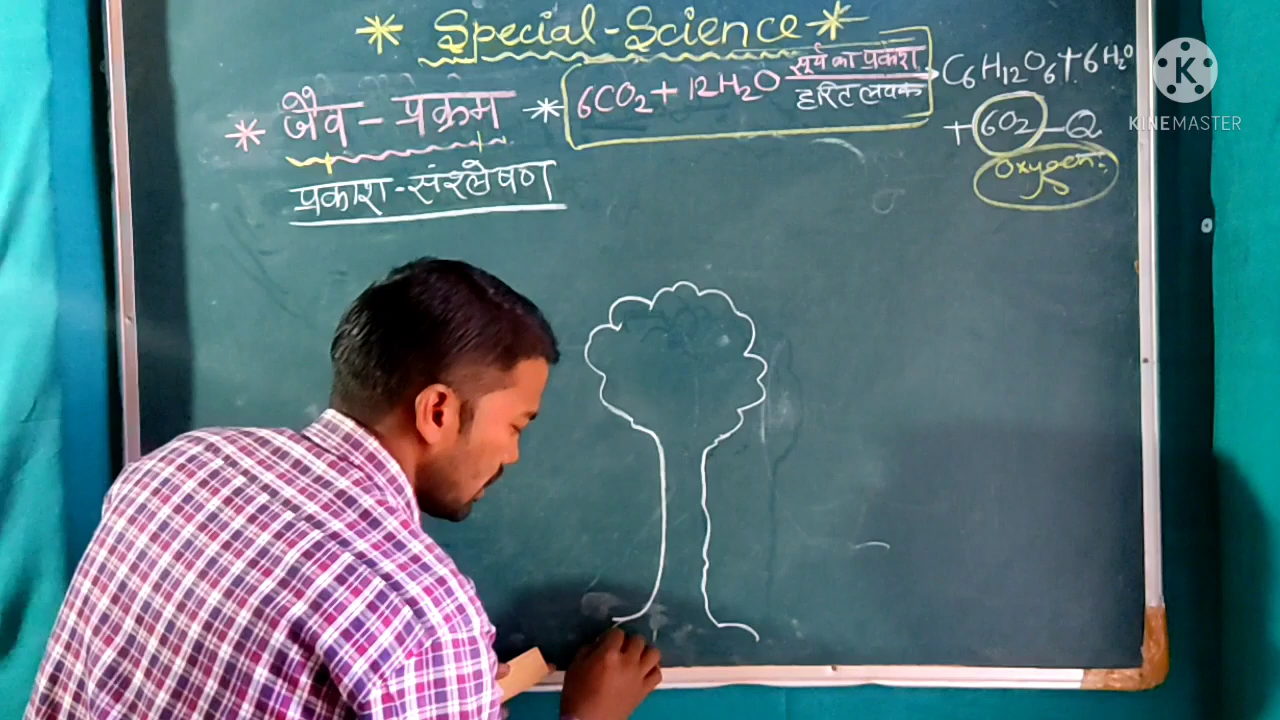 * Special-Science *
* जैव-प्रक्रम *
प्रकाश-संश्लेषण
6CO₂ + 12H₂O सूर्य का प्रकाश हरित लवक → C₆H₁₂O₆ + 6H₂O
+ 6O₂ - Q
Oxygen:
K
KINEMASTER